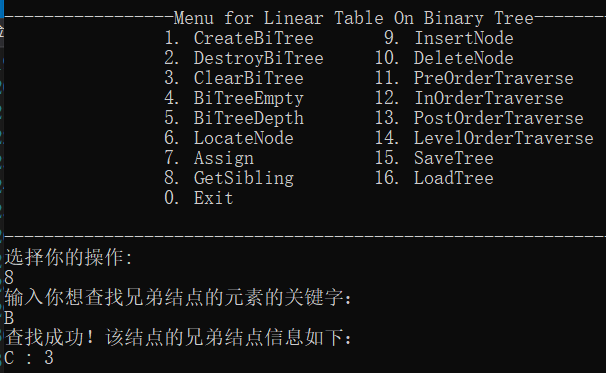 -----------------Menu for Linear Table On Binary Tree-------
1. CreateBiTree 9. InsertNode
2. DestroyBiTree 10. DeleteNode
3. ClearBiTree 11. PreOrderTraverse
4. BiTreeEmpty 12. InOrderTraverse
5. BiTreeDepth 13. PostOrderTraverse
6. LocateNode 14. LevelOrderTraverse
7. Assign 15. SaveTree
8. GetSibling 16. LoadTree
0. Exit
------------------------------------------------------------
选择你的操作:
8
输入你想查找兄弟结点的元素的关键字：
B
查找成功！该结点的兄弟结点信息如下：
C : 3